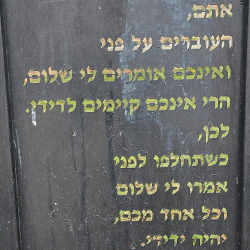 אתם,
העוברים על פני
ואינכם אומרים לי שלום,
הרי אינכם קיימים לדידי.
לכן,
כשתחלפו לפני
אמרו לי שלום
וכל אחד מכם,
יהיה ידידי.